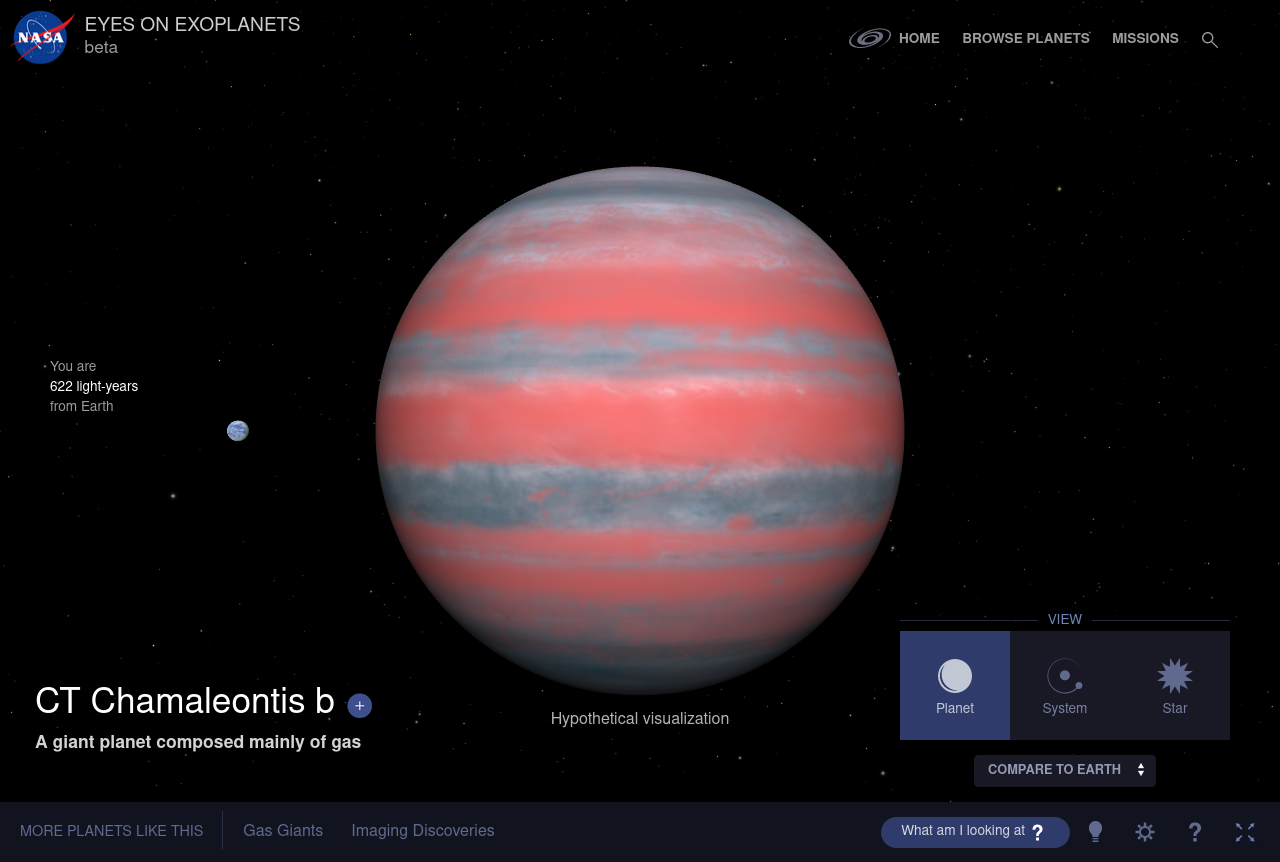 NASA
EYES ON EXOPLANETS
beta
HOME
BROWSE PLANETS
MISSIONS
You are
622 light-years
from Earth
VIEW
Planet
System
Star
CT Chamaleontis b +
A giant planet composed mainly of gas
Hypothetical visualization
COMPARE TO EARTH
MORE PLANETS LIKE THIS
Gas Giants
Imaging Discoveries
What am I looking at ?
?